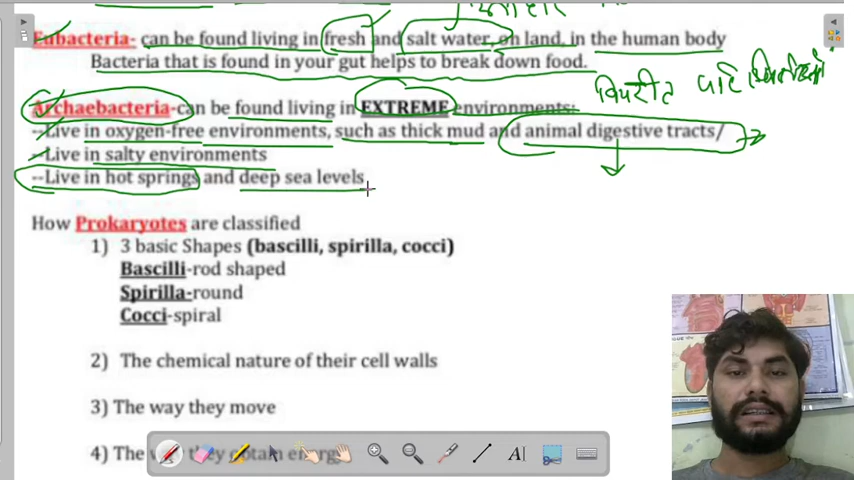 Eubacteria- can be found living in fresh and salt water, on land, in the human body
Bacteria that is found in your gut helps to break down food.
Archaebacteria-can be found living in EXTREME environments:
--Live in oxygen-free environments, such as thick mud and animal digestive tracts/
--Live in salty environments
--Live in hot springs and deep sea levels
How Prokaryotes are classified
1) 3 basic Shapes (bascilli, spirilla, cocci)
Bascilli-rod shaped
Spirilla-round
Cocci-spiral
2) The chemical nature of their cell walls
3) The way they move
4) The they obtain